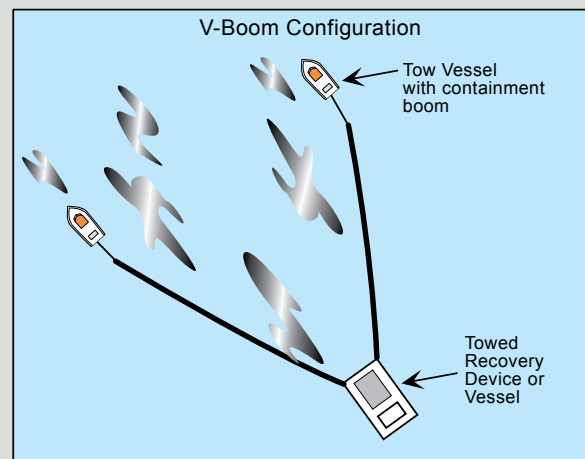 V-Boom Configuration
Tow Vessel
with containment
boom
Towed
Recovery
Device or
Vessel